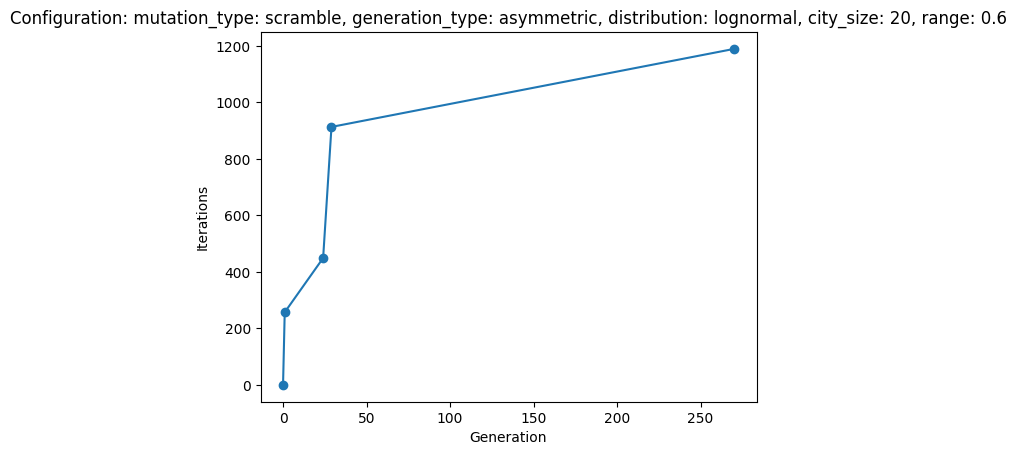 Configuration: mutation_type: scramble, generation_type: asymmetric, distribution: lognormal, city_size: 20, range: 0.6
1200
1000
800
600
400
200
0
Iterations
0 50 100 150 200 250
Generation